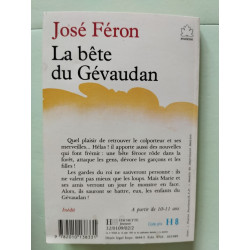 José Féron
La bête
du Gévaudan
Quel plaisir de retrouver le colporteur et ses
merveilles... Hélas ! il apporte aussi des nouvelles
qui font frémir : une bête féroce rôde dans la
forêt, attaque les gens, dévore les garçons et les
filles !
Les gardes du roi ne sauveront personne : ils
ne valent pas mieux que les loups. Mais Marie et
ses amis verront un jour le monstre en face.
Alors, ils sauront se battre, eux, les enfants du
Gévaudan !
Inédit
A partir de 10-11 ans
H8